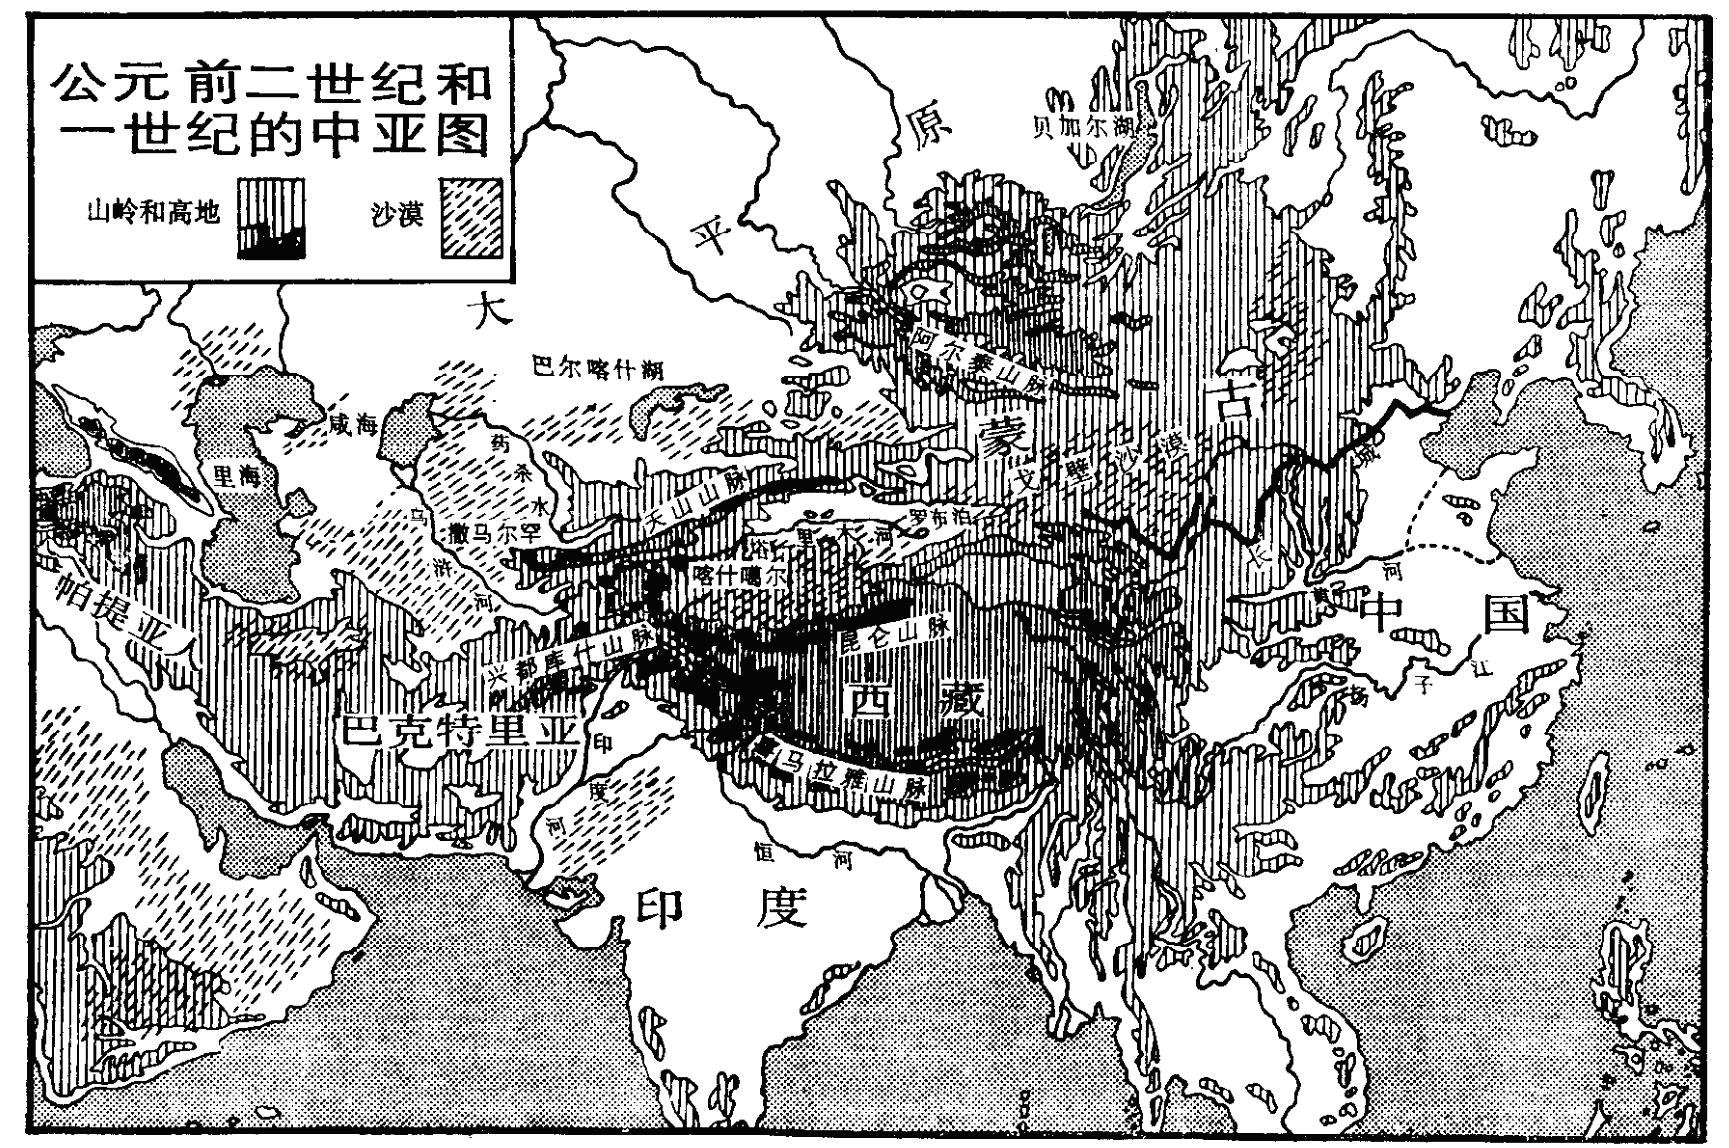 公元前二世纪和
一世纪的中亚图
山岭和高地
沙漠
大平原
贝加尔湖
阿尔泰山脉
巴尔喀什湖
咸海
里海
蒙古
戈壁沙漠
药杀水
乌浒河
撒马尔罕
天山山脉
塔里木河
罗布泊
喀什噶尔
长城
黄河
中国
帕提亚
兴都库什山脉
昆仑山脉
西藏
扬子江
巴克特里亚
印度河
喜马拉雅山脉
恒河
印度